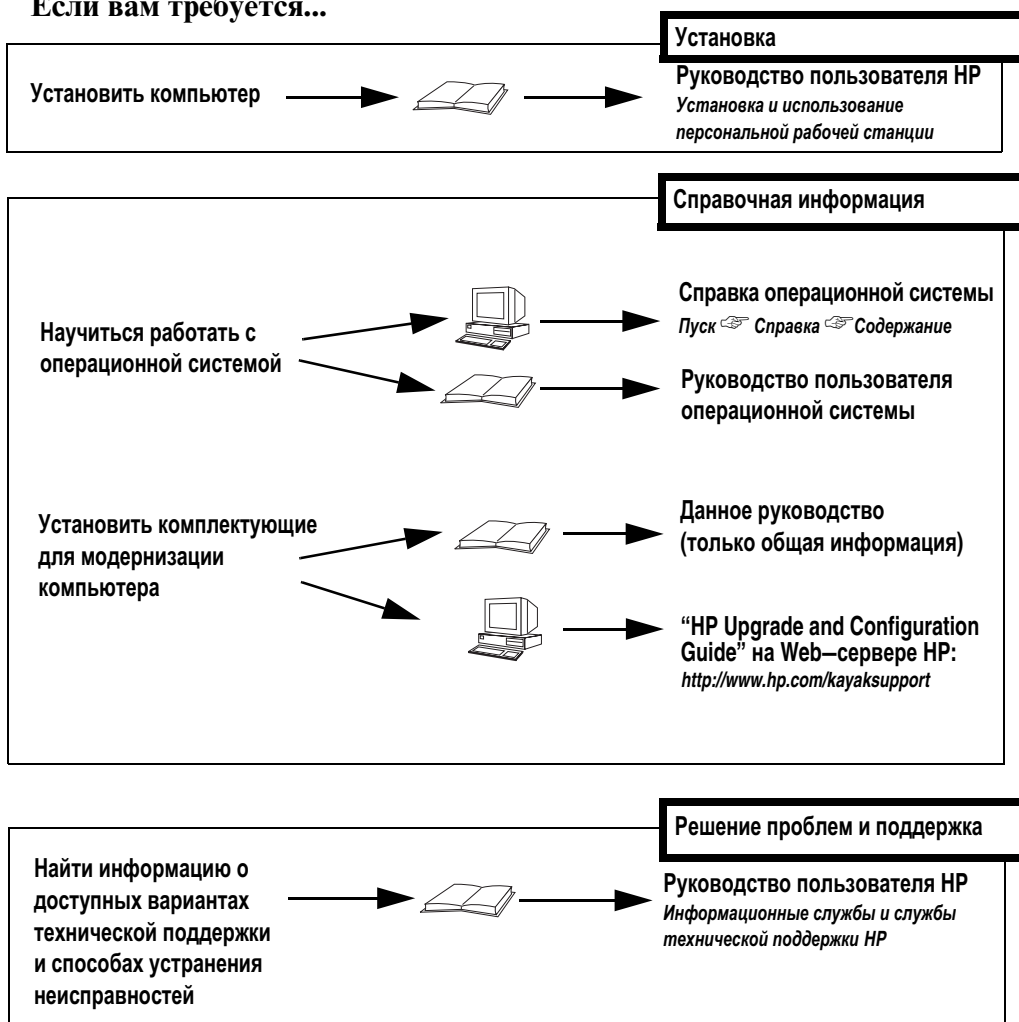 Если вам требуется...
Установка
Установить компьютер
Руководство пользователя HP
Установка и использование
персональной рабочей станции
Справочная информация
Научиться работать с
операционной системой
Справка операционной системы
Пуск ☞ Справка ☞ Содержание
Руководство пользователя
операционной системы
Установить комплектующие
для модернизации
компьютера
Данное руководство
(только общая информация)
“HP Upgrade and Configuration
Guide” на Web–сервере HP:
http://www.hp.com/kayaksupport
Решение проблем и поддержка
Найти информацию о
доступных вариантах
технической поддержки
и способах устранения
неисправностей
Руководство пользователя HP
Информационные службы и службы
технической поддержки HP